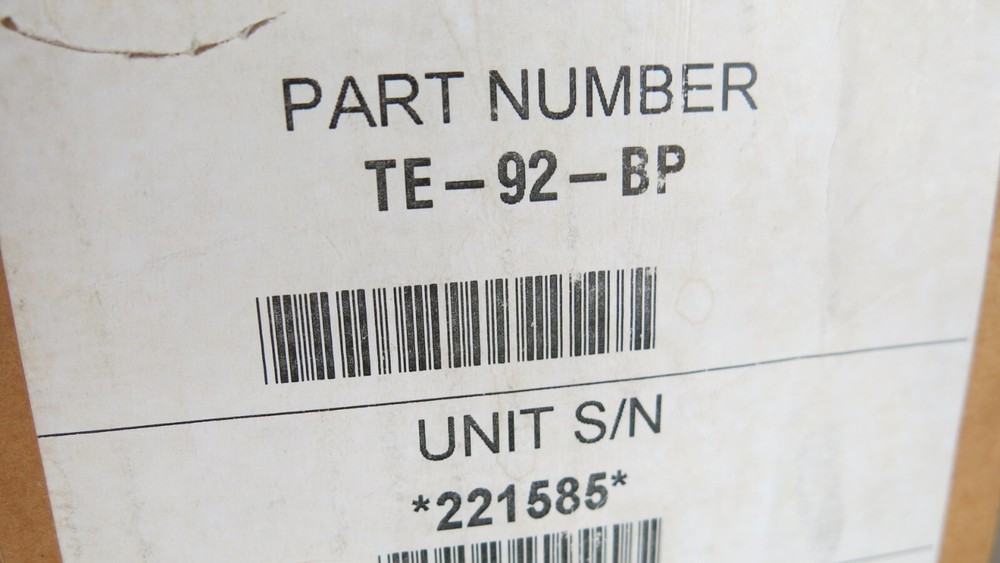 PART NUMBER
TE-92-BP
UNIT S/N
*221585*